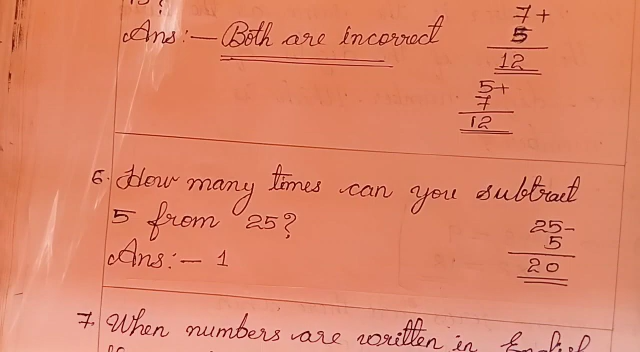 Ans:- Both are incorrect
7+
5
12
5+
7
12
6. How many times can you subtract
5 from 25?
Ans:- 1
25-
5
20
7. When numbers are written in English